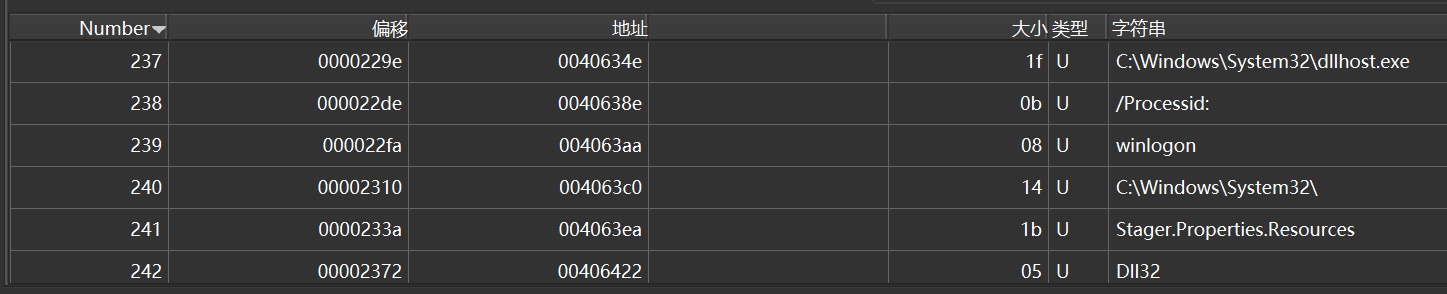 Number 偏移 地址 大小 类型 字符串
237 0000229e 0040634e 1f U C:\Windows\System32\dllhost.exe
238 000022de 0040638e 0b U /Processid:
239 000022fa 004063aa 08 U winlogon
240 00002310 004063c0 14 U C:\Windows\System32\
241 0000233a 004063ea 1b U Stager.Properties.Resources
242 00002372 00406422 05 U Dll32